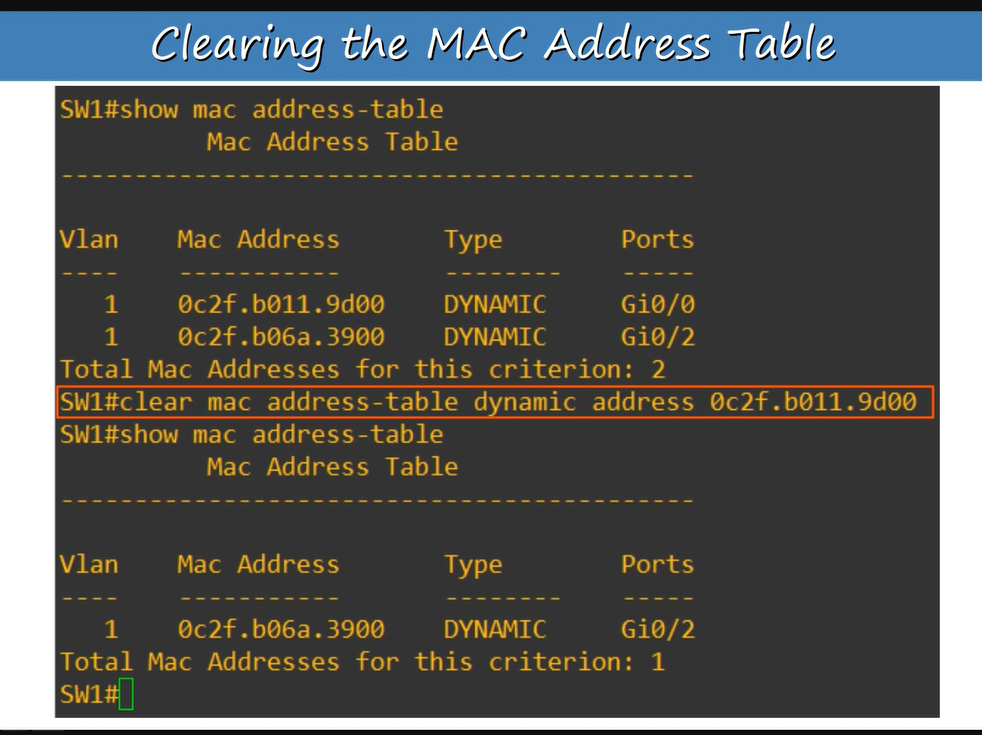 Clearing the MAC Address Table
SW1#show mac address-table
Mac Address Table
-------------------------------------------
Vlan    Mac Address       Type        Ports
----    -----------       --------    -----
1    0c2f.b011.9d00    DYNAMIC     Gi0/0
1    0c2f.b06a.3900    DYNAMIC     Gi0/2
Total Mac Addresses for this criterion: 2
SW1#clear mac address-table dynamic address 0c2f.b011.9d00
SW1#show mac address-table
Mac Address Table
-------------------------------------------
Vlan    Mac Address       Type        Ports
----    -----------       --------    -----
1    0c2f.b06a.3900    DYNAMIC     Gi0/2
Total Mac Addresses for this criterion: 1
SW1#